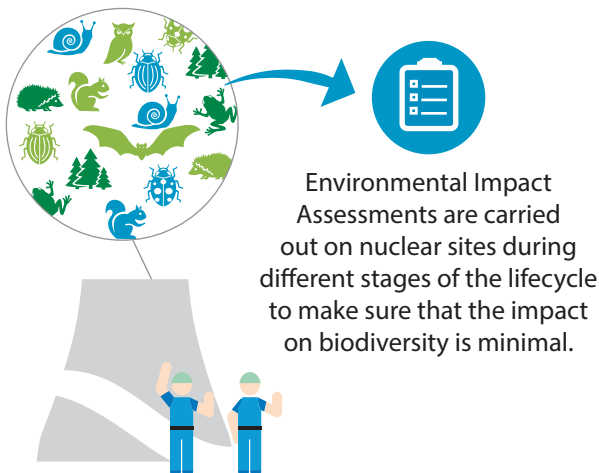 Environmental Impact
Assessments are carried
out on nuclear sites during
different stages of the lifecycle
to make sure that the impact
on biodiversity is minimal.